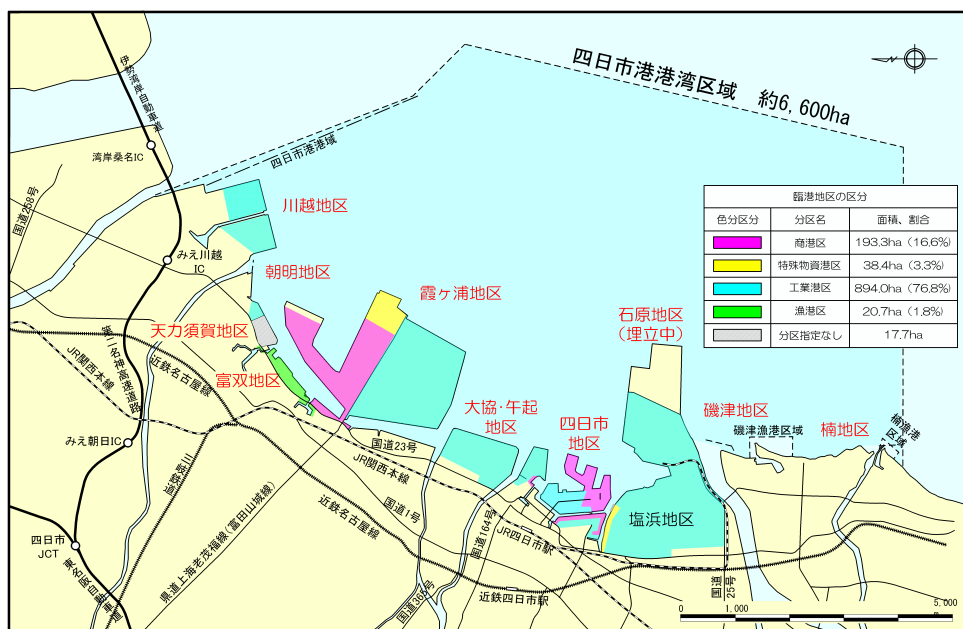 四日市港港湾区域 約6,600ha
伊勢湾岸自動車道
四日市港港域
湾岸桑名IC
国道258号
川越地区
みえ川越
IC
朝明地区
霞ヶ浦地区
石原地区
(埋立中)
天力須賀地区
富双地区
大協・午起
地区
四日市
地区
磯津地区
磯津漁港区域
楠地区
楠漁港
区域
塩浜地区
臨港地区の区分
色分区分 分区名 面積、割合
商港区 193.3ha (16.6%)
特殊物資港区 38.4ha (3.3%)
工業港区 894.0ha (76.8%)
漁港区 20.7ha (1.8%)
分区指定なし 17.7ha
第二名神高速道路
JR関西本線
近鉄名古屋線
みえ朝日IC
三岐鉄道
国道23号
JR関西本線
国道1号
近鉄名古屋線
県道上海老茂福線(富田山城線)
国道164号
JR四日市駅
国道365号
近鉄四日市駅
四日市
JCT
東名阪自動車道
国道
25号
0 1,000 5,000